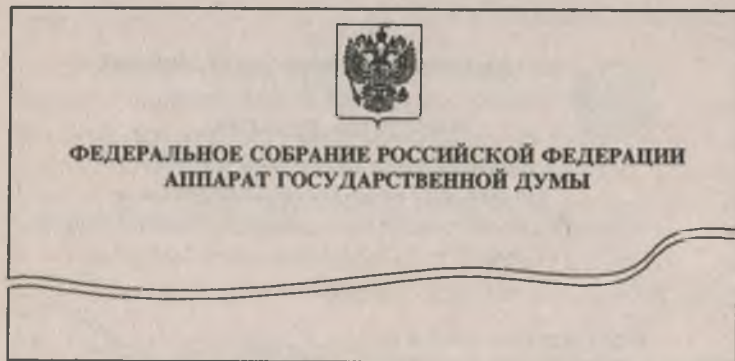 ФЕДЕРАЛЬНОЕ СОБРАНИЕ РОССИЙСКОЙ ФЕДЕРАЦИИ
АППАРАТ ГОСУДАРСТВЕННОЙ ДУМЫ